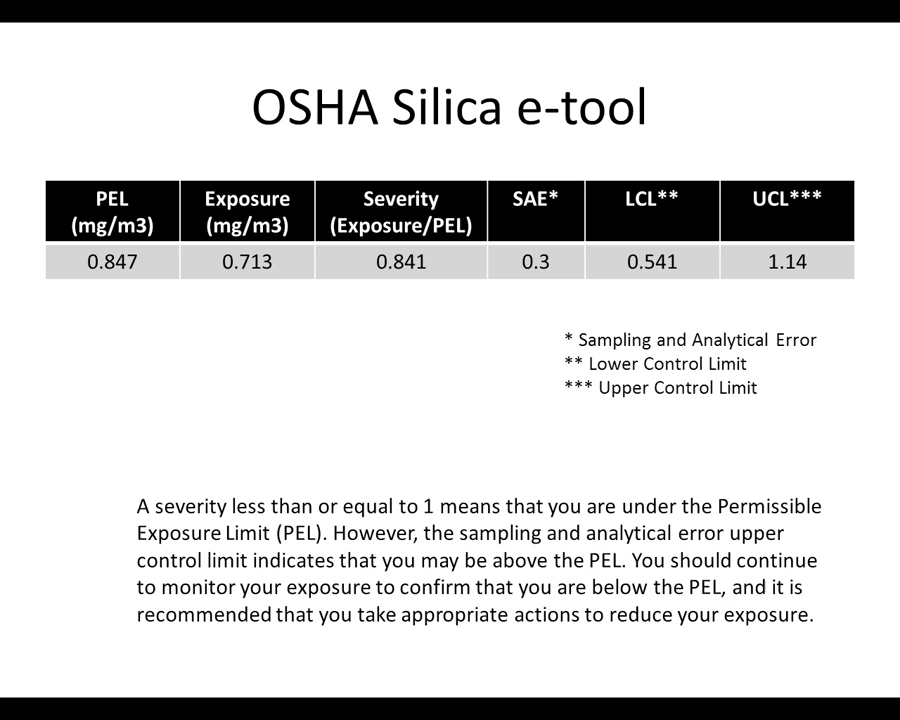 OSHA Silica e-tool
PEL (mg/m3) Exposure (mg/m3) Severity (Exposure/PEL) SAE* LCL** UCL***
0.847 0.713 0.841 0.3 0.541 1.14
* Sampling and Analytical Error
** Lower Control Limit
*** Upper Control Limit
A severity less than or equal to 1 means that you are under the Permissible
Exposure Limit (PEL). However, the sampling and analytical error upper
control limit indicates that you may be above the PEL. You should continue
to monitor your exposure to confirm that you are below the PEL, and it is
recommended that you take appropriate actions to reduce your exposure.